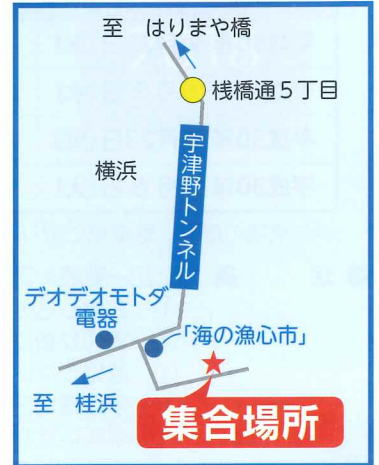 至 はりまや橋
桟橋通5丁目
宇津野トンネル
横浜
デオデオモトダ
電器
「海の漁心市」
至 桂浜
集合場所